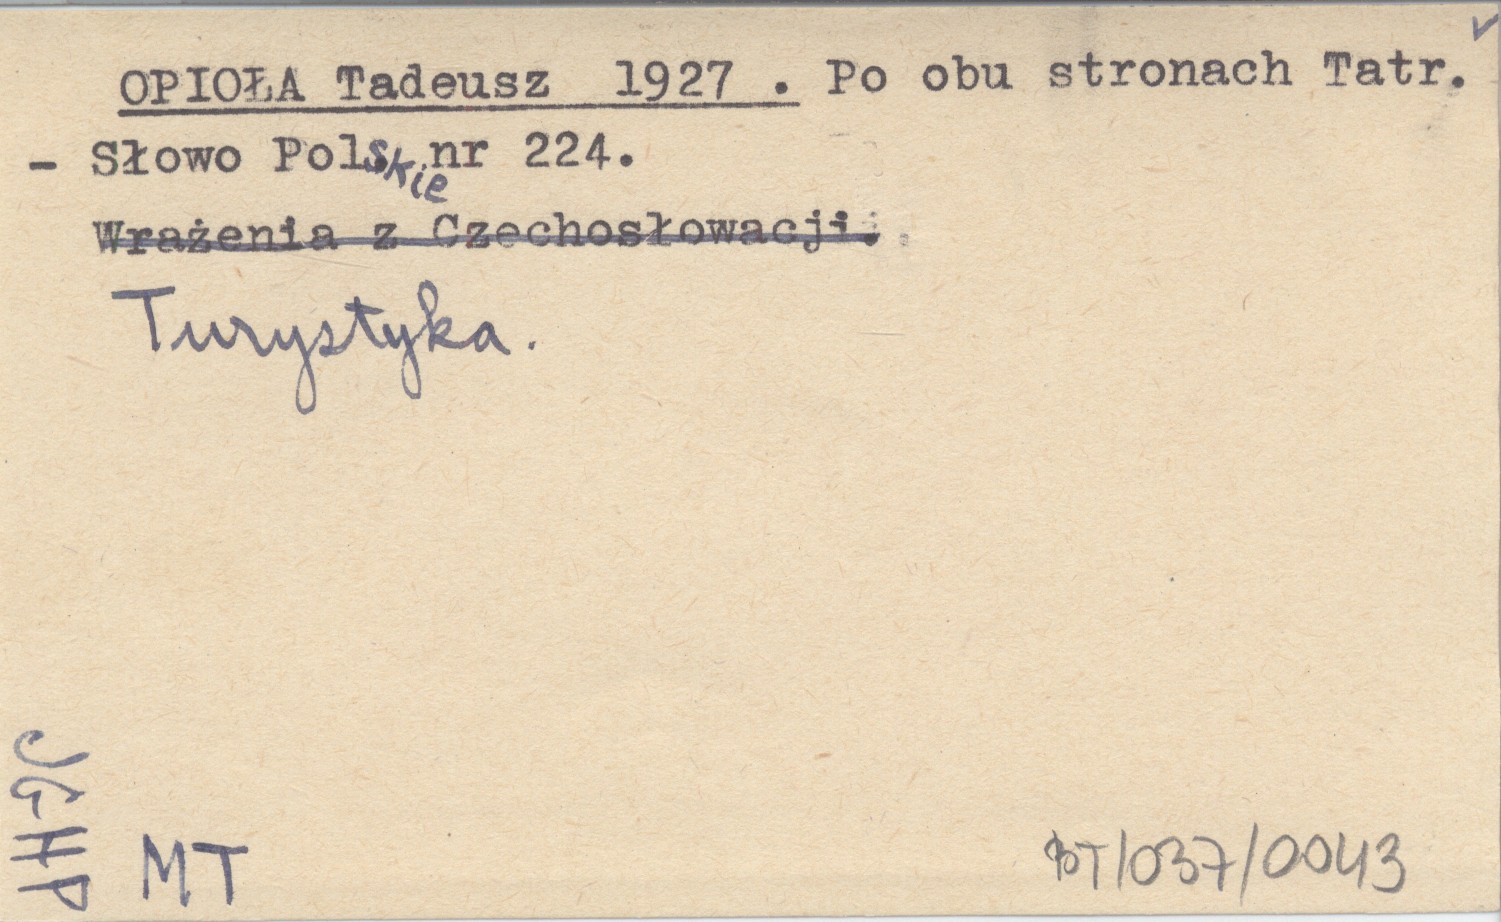 OPIOŁA Tadeusz 1927 . Po obu stronach Tatr.
- Słowo Polskie nr 224.
Wrażenia z Czechosłowacji.
Turystyka.
JGHP
MT
BT/037/0043